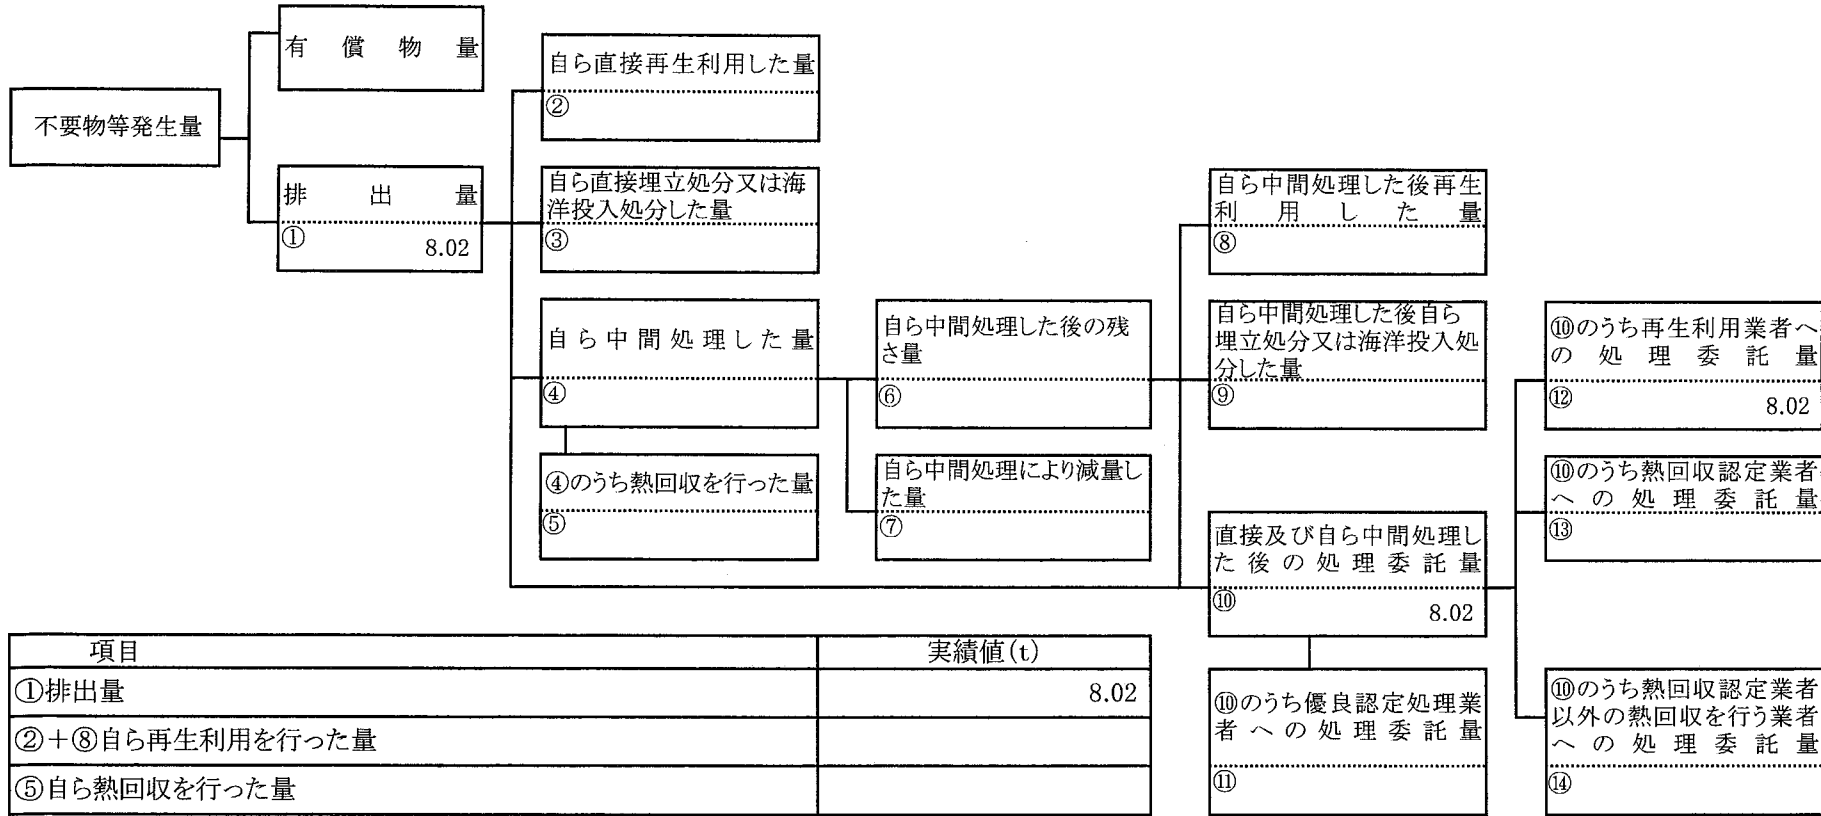 不要物等発生量
有償物量
排出量
①
8.02
自ら直接再生利用した量
②
自ら直接埋立処分又は海
洋投入処分した量
③
自ら中間処理した量
④
④のうち熱回収を行った量
⑤
自ら中間処理した後の残
さ量
⑥
自ら中間処理により減量し
た量
⑦
自ら中間処理した後再生
利用した量
⑧
自ら中間処理した後自ら
埋立処分又は海洋投入処
分した量
⑨
直接及び自ら中間処理し
た後の処理委託量
⑩
8.02
⑩のうち優良認定処理業
者への処理委託量
⑪
⑩のうち再生利用業者へ
の処理委託量
⑫
8.02
⑩のうち熱回収認定業者
への処理委託量
⑬
⑩のうち熱回収認定業者
以外の熱回収を行う業者
への処理委託量
⑭
項目 実績値(t)
①排出量 8.02
②+⑧自ら再生利用を行った量
⑤自ら熱回収を行った量